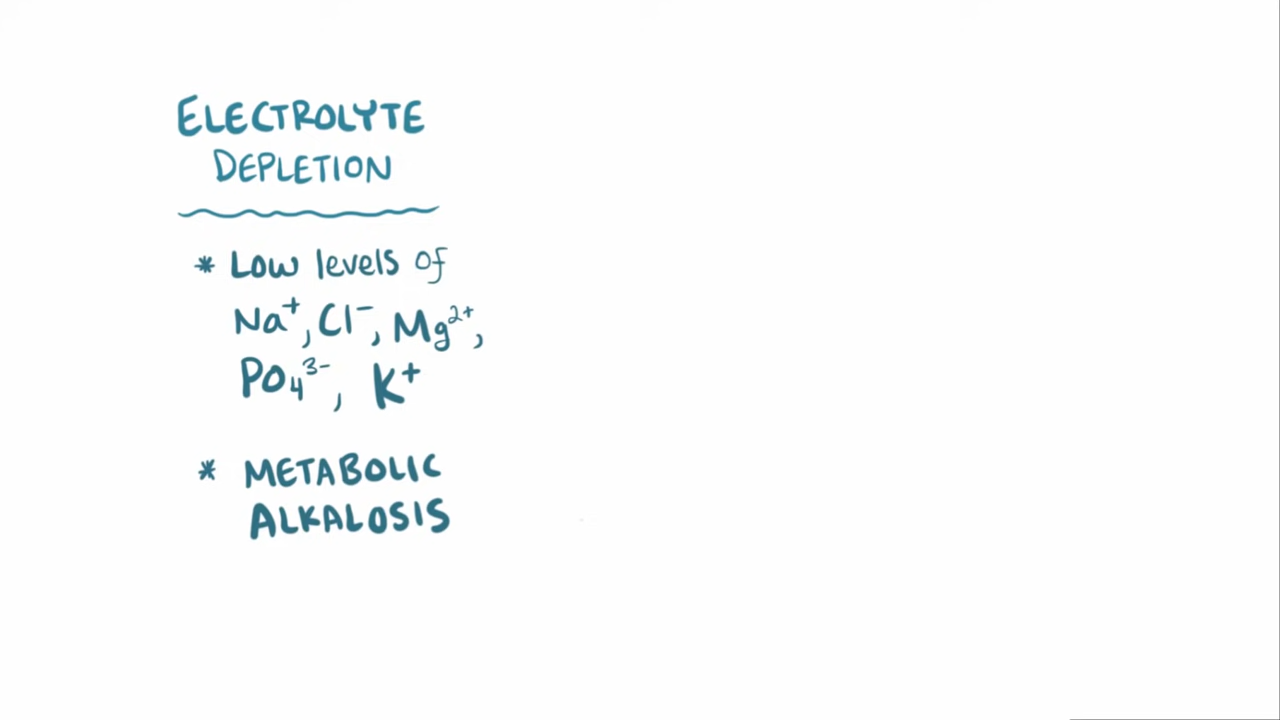 ELECTROLYTE
DEPLETION
* Low levels of
Na⁺, Cl⁻, Mg²⁺,
PO₄³⁻, K⁺
* METABOLIC
ALKALOSIS